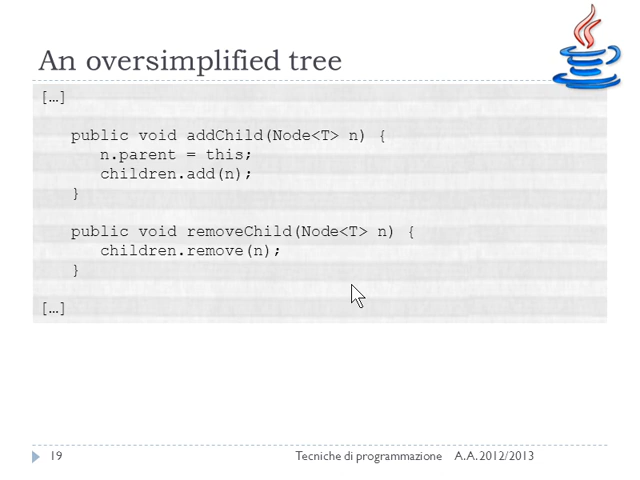 An oversimplified tree
[…]
public void addChild(Node<T> n) {
n.parent = this;
children.add(n);
}
public void removeChild(Node<T> n) {
children.remove(n);
}
[…]
19
Tecniche di programmazione A.A. 2012/2013